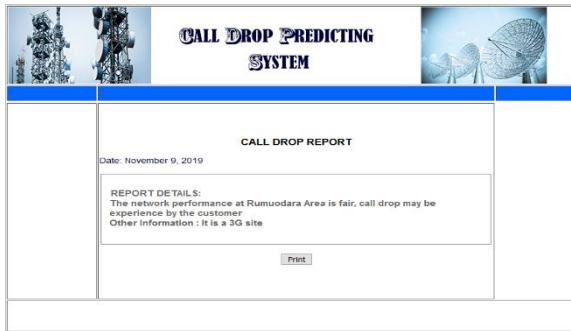 CALL DROP PREDICTING
SYSTEM
CALL DROP REPORT
Date: November 9, 2019
REPORT DETAILS:
The network performance at Rumuodara Area is fair, call drop may be
experience by the customer
Other Information : It is a 3G site
Print